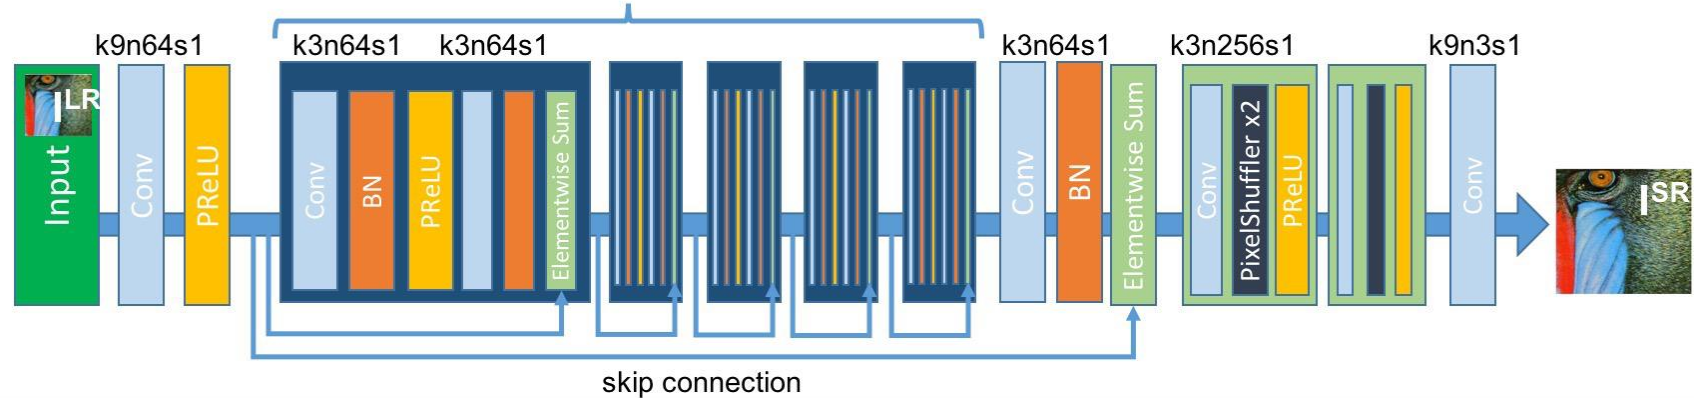 k9n64s1
k3n64s1
k3n64s1
k3n64s1
k3n256s1
k9n3s1
I^LR
Input
Conv
PReLU
Conv
BN
PReLU
Elementwise Sum
Conv
BN
Elementwise Sum
Conv
PixelShuffler x2
PReLU
Conv
I^SR
skip connection